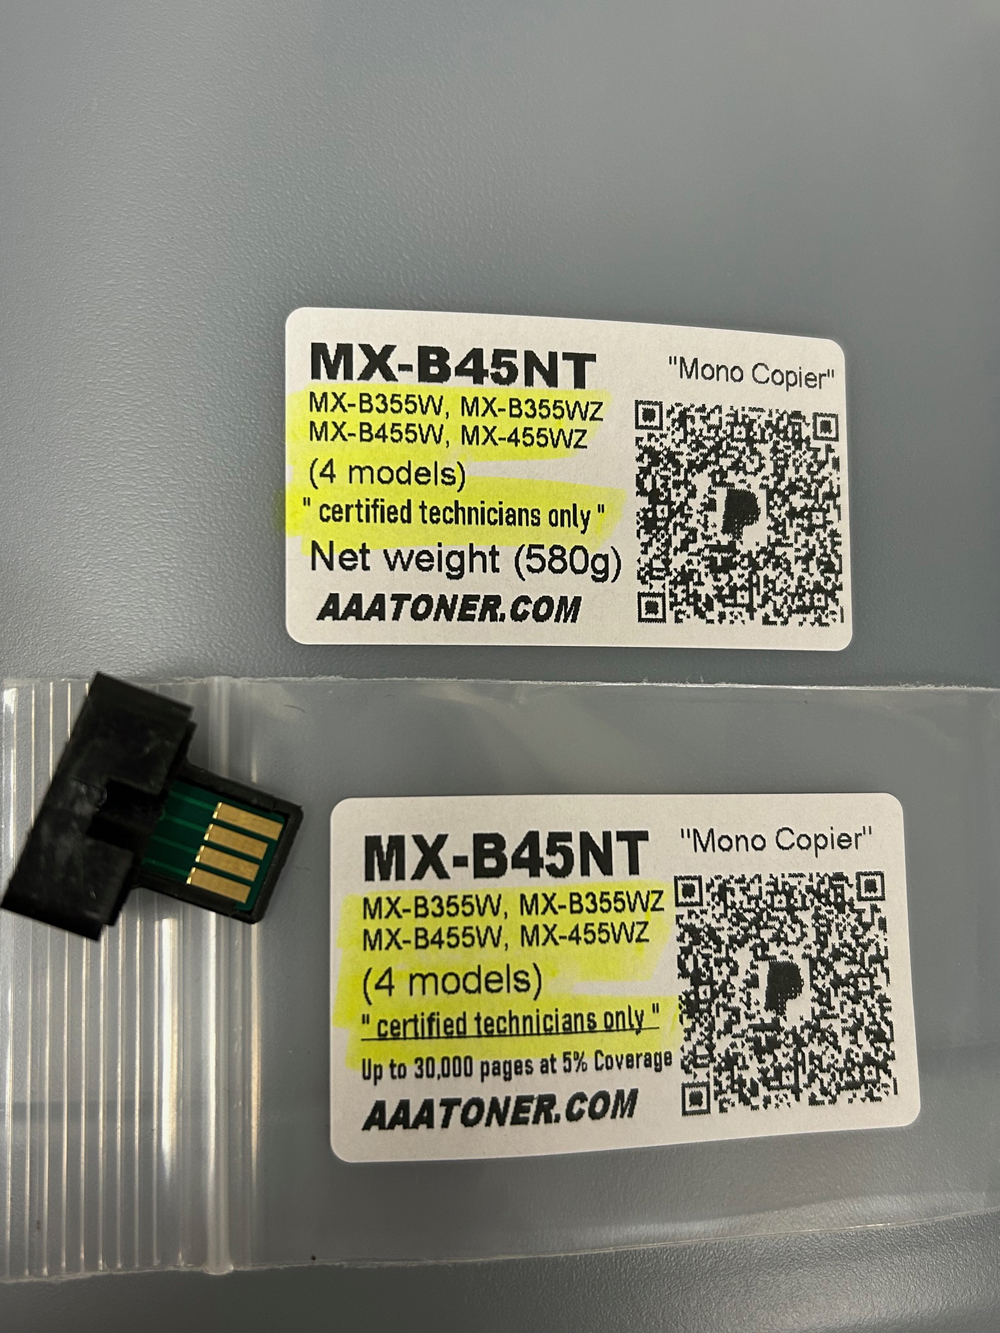 MX-B45NT
"Mono Copier"
MX-B355W, MX-B355WZ
MX-B455W, MX-455WZ
(4 models)
" certified technicians only "
Net weight (580g)
AAATONER.COM
MX-B45NT
"Mono Copier"
MX-B355W, MX-B355WZ
MX-B455W, MX-455WZ
(4 models)
" certified technicians only "
Up to 30,000 pages at 5% Coverage
AAATONER.COM